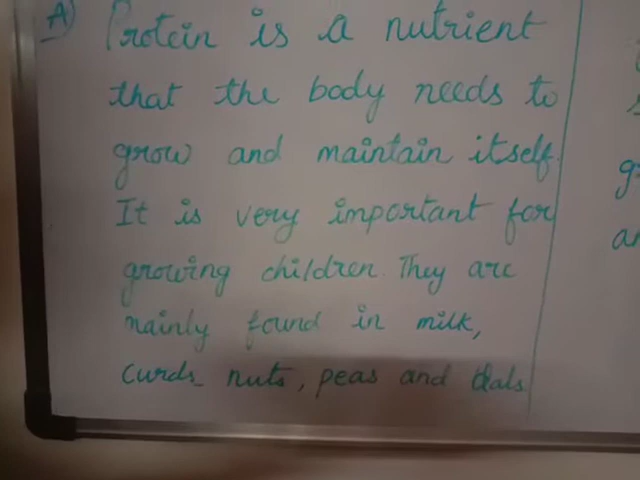 A) Protein is a nutrient
that the body needs to
grow and maintain itself.
It is very important for
growing children. They are
mainly found in milk,
curds, nuts, peas and dals